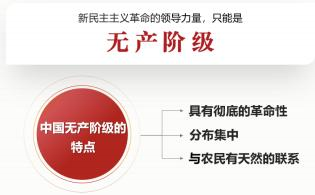 新民主主义革命的领导力量，只能是
无产阶级
中国无产阶级的
特点
具有彻底的革命性
分布集中
与农民有天然的联系